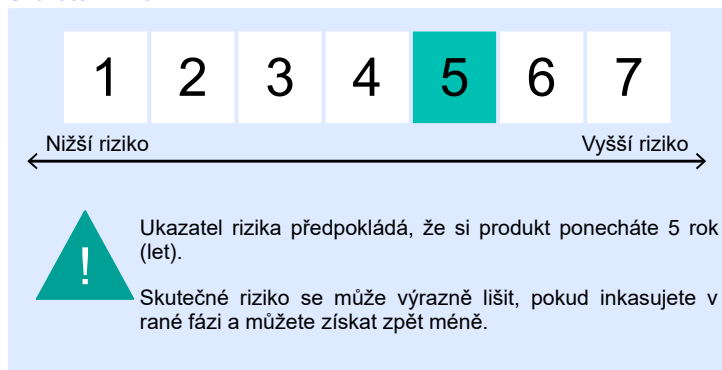 1 2 3 4 5 6 7
Nižší riziko Vyšší riziko
Ukazatel rizika předpokládá, že si produkt ponecháte 5 rok
(let).
!
Skutečné riziko se může výrazně lišit, pokud inkasujete v
rané fázi a můžete získat zpět méně.